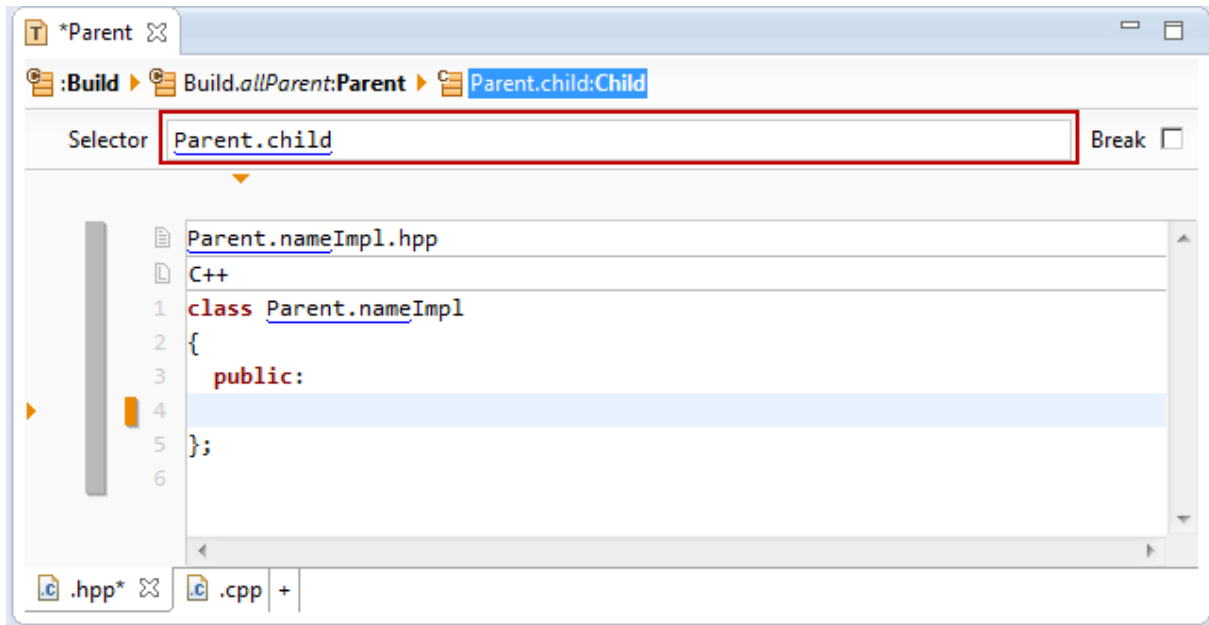 *Parent
:Build Build.allParent:Parent Parent.child:Child
Selector Parent.child Break
Parent.nameImpl.hpp
C++
1 class Parent.nameImpl
2 {
3 public:
4
5 };
6
.hpp* .cpp +